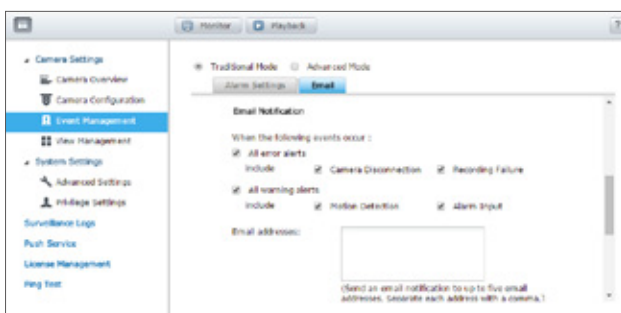 Monitor Playback ?
Camera Settings
Camera Overview
Camera Configuration
Event Management
View Management
System Settings
Advanced Settings
Privilege Settings
Surveillance Logs
Push Service
License Management
Ping Test
Traditional Mode Advanced Mode
Alarm Settings Email
Email Notification
When the following events occur :
All error alerts
include Camera Disconnection Recording Failure
All warning alerts
include Motion Detection Alarm Input
Email addresses:
(Send an email notification to up to five email
addresses. Separate each address with a comma.)